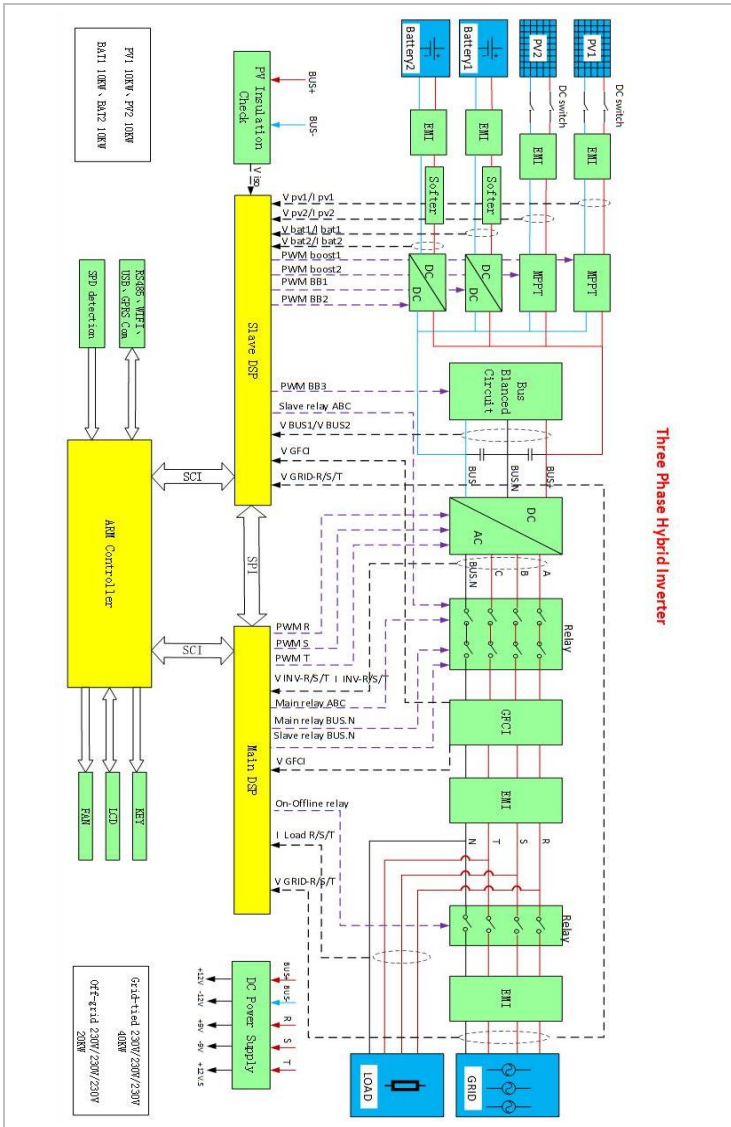 Three Phase Hybrid Inverter
PV1
DC switch
EMI
MPPT
PV2
DC switch
EMI
MPPT
Battery1
EMI
Softer
DC
DC
Battery2
EMI
Softer
DC
DC
Bus
Blanced
Circuit
BUS+
BUS.N
BUS-
DC
AC
A
B
C
BUS.N
Relay
GFCI
EMI
R
S
T
N
Relay
EMI
GRID
LOAD
BUS+
BUS-
PV Insulation
Check
V iso
V pv1/I pv1
V pv2/I pv2
V bat1/I bat1
V bat2/I bat2
PWM boost1
PWM boost2
PWM BB1
PWM BB2
PWM BB3
Slave relay ABC
V BUS1/V BUS2
V GFCI
V GRID-R/S/T
PWM R
PWM S
PWM T
V INV-R/S/T
I INV-R/S/T
Main relay ABC
Main relay BUS.N
Slave relay BUS.N
V GFCI
On-Offline relay
I Load R/S/T
V GRID-R/S/T
Slave DSP
SPI
Main DSP
BUS+
BUS-
R
S
T
DC Power Supply
+12V
-12V
+9V
-9V
+12V.S
SCI
SCI
RS485、WIFI、
USB、GPRS Com
SPD detection
ARM Controller
KEY
LCD
FAN
PV1 10KW、PV2 10KW
BAT1 10KW、BAT2 10KW
Grid-tied 230V/230V/230V
40KW
Off-grid 230V/230V/230V
20KW